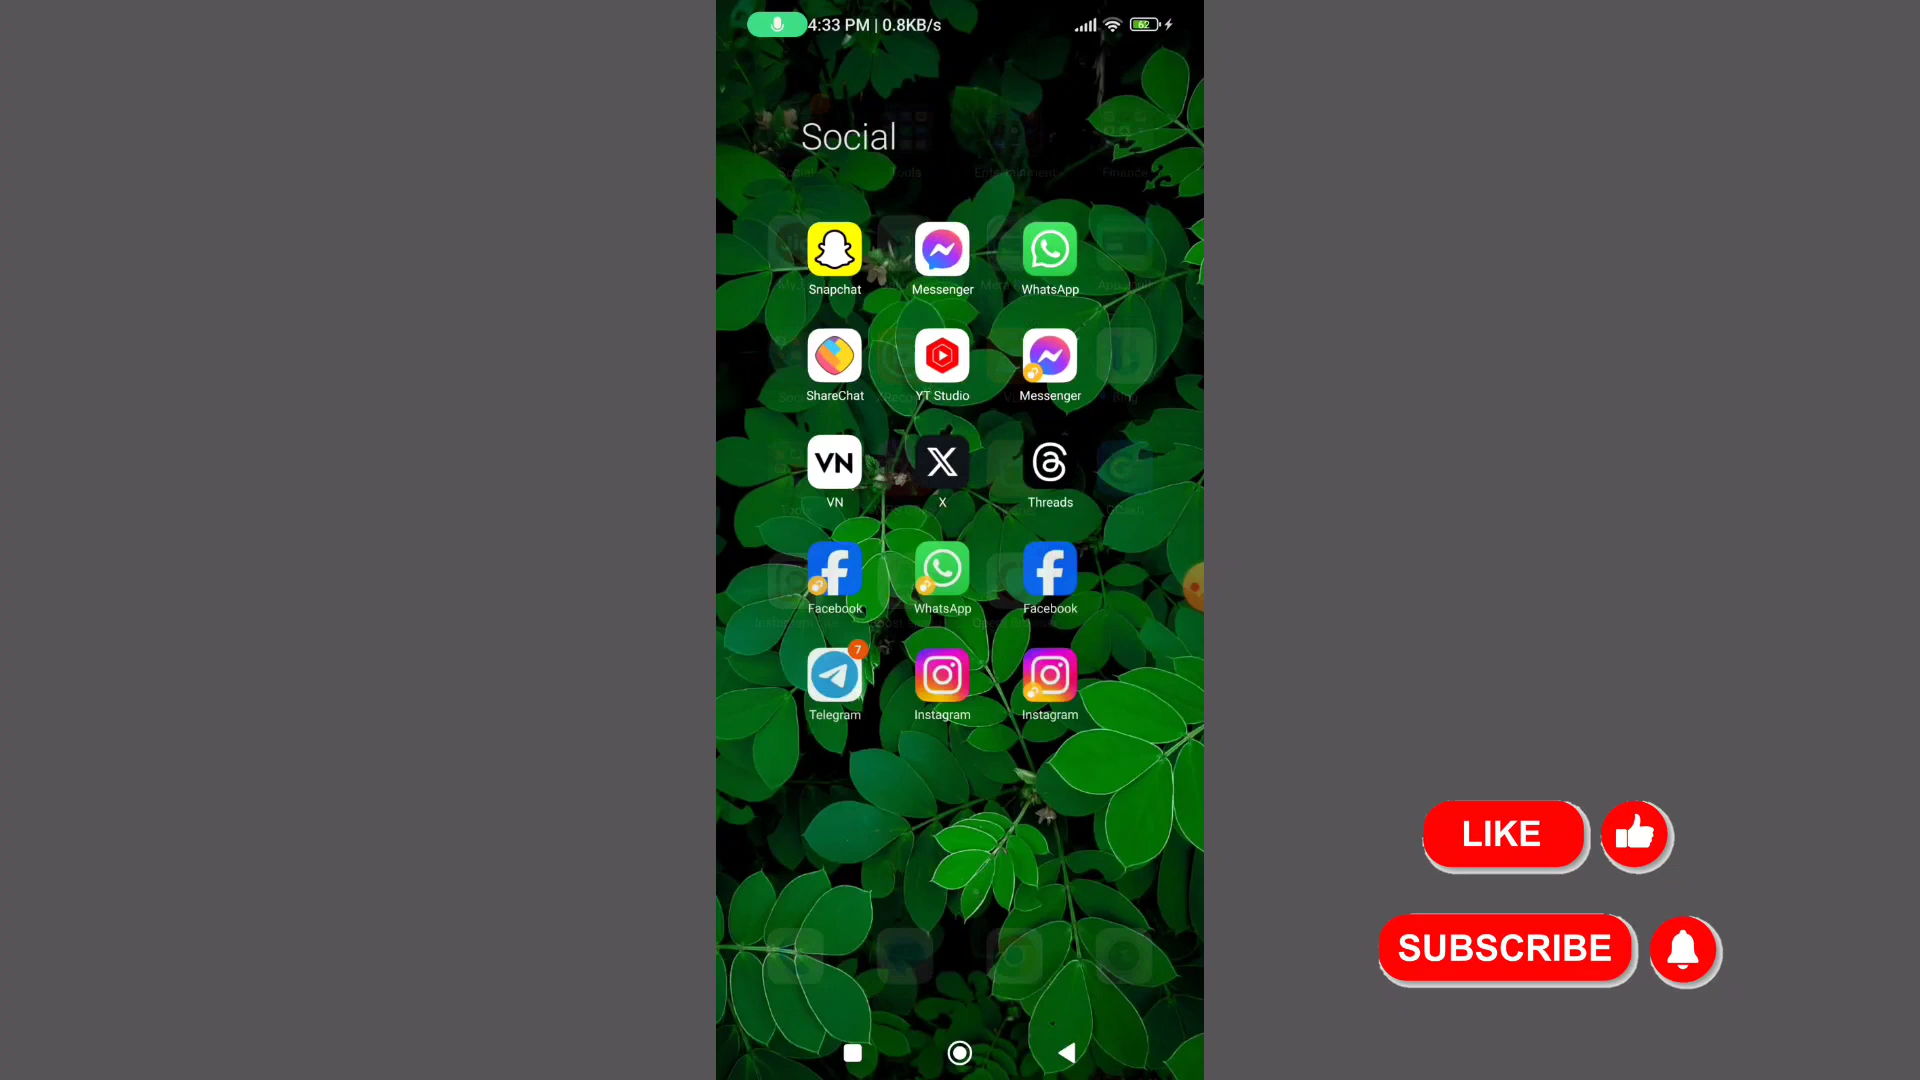 4:33 PM | 0.8KB/s
62
Social
Snapchat
Messenger
WhatsApp
ShareChat
YT Studio
Messenger
VN
VN
X
Threads
Facebook
WhatsApp
Facebook
7
Telegram
Instagram
Instagram
LIKE
SUBSCRIBE